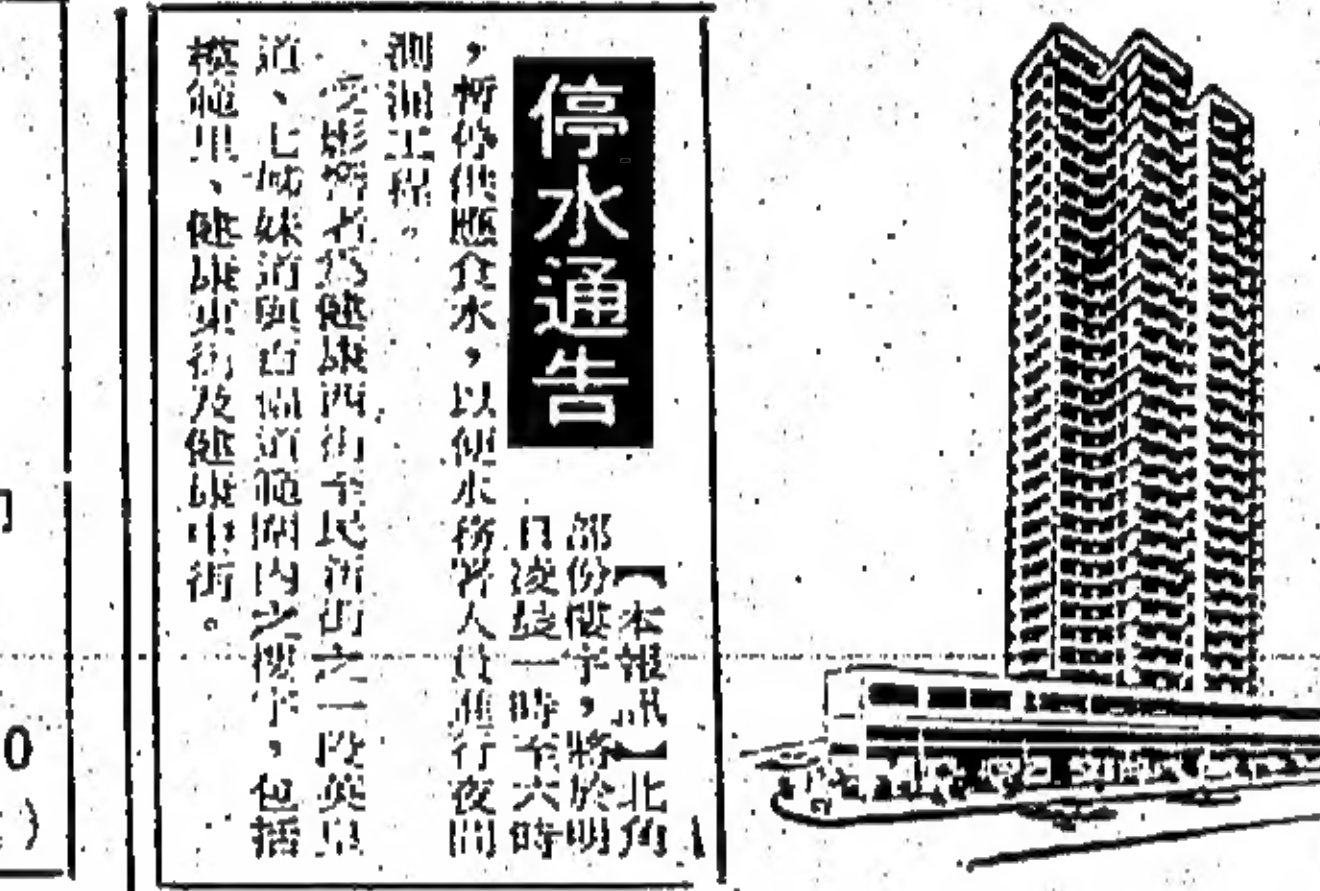 停水通告
【本報訊】北角
部份樓宇，將於明
日凌晨一時至六時
，暫停供應食水，以便水務署人員進行夜間
測漏工程。
受影響者為健康西街至民新街之一段英皇
道、七姊妹道與百福道範圍內之樓宇，包括
模範里、健康東街及健康中街。
0
)